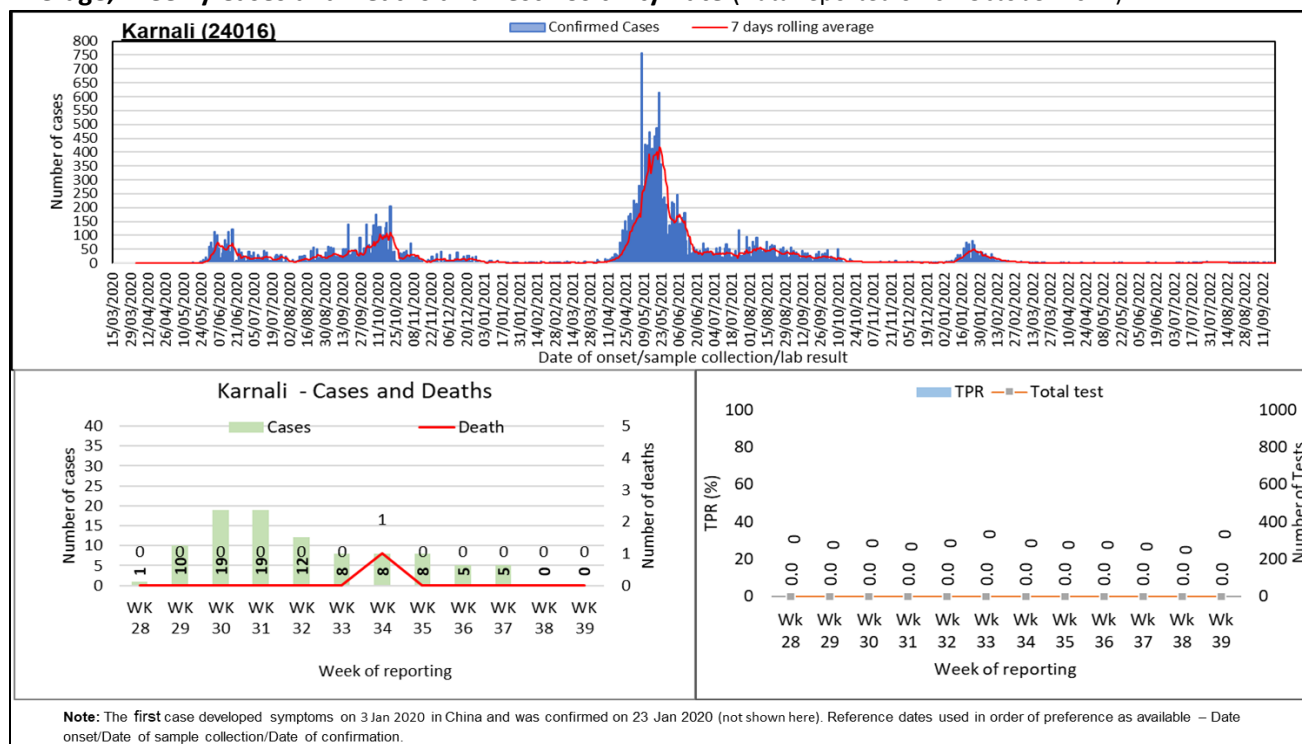 Karnali (24016)
Confirmed Cases 7 days rolling average
Number of cases
800
750
700
650
600
550
500
450
400
350
300
250
200
150
100
50
0
15/03/2020 29/03/2020 12/04/2020 26/04/2020 10/05/2020 24/05/2020 07/06/2020 21/06/2020 05/07/2020 19/07/2020 02/08/2020 16/08/2020 30/08/2020 13/09/2020 27/09/2020 11/10/2020 25/10/2020 08/11/2020 22/11/2020 06/12/2020 20/12/2020 03/01/2021 17/01/2021 31/01/2021 14/02/2021 28/02/2021 14/03/2021 28/03/2021 11/04/2021 25/04/2021 09/05/2021 23/05/2021 06/06/2021 20/06/2021 04/07/2021 18/07/2021 01/08/2021 15/08/2021 29/08/2021 12/09/2021 26/09/2021 10/10/2021 24/10/2021 07/11/2021 21/11/2021 05/12/2021 19/12/2021 02/01/2022 16/01/2022 30/01/2022 13/02/2022 27/02/2022 13/03/2022 27/03/2022 10/04/2022 24/04/2022 08/05/2022 22/05/2022 05/06/2022 19/06/2022 03/07/2022 17/07/2022 31/07/2022 14/08/2022 28/08/2022 11/09/2022
Date of onset/sample collection/lab result
Karnali - Cases and Deaths
Cases Death
Number of cases
40
35
30
25
20
15
10
5
0
5
4
3
2
1
0
Number of deaths
1
0 0 0 0 0 0 0 0 0 0 0
1 10 19 19 12 8 8 8 5 5 0 0
WK WK WK WK WK WK WK WK WK WK WK WK
28 29 30 31 32 33 34 35 36 37 38 39
Week of reporting
TPR Total test
TPR (%)
100
80
60
40
20
0
1000
800
600
400
200
0
Number of Tests
0 0 0 0 0 0 0 0 0 0 0 0
0.0 0.0 0.0 0.0 0.0 0.0 0.0 0.0 0.0 0.0 0.0 0.0
Wk Wk Wk Wk Wk Wk Wk Wk Wk Wk Wk Wk
28 29 30 31 32 33 34 35 36 37 38 39
Week of reporting
Note: The first case developed symptoms on 3 Jan 2020 in China and was confirmed on 23 Jan 2020 (not shown here). Reference dates used in order of preference as available – Date
onset/Date of sample collection/Date of confirmation.